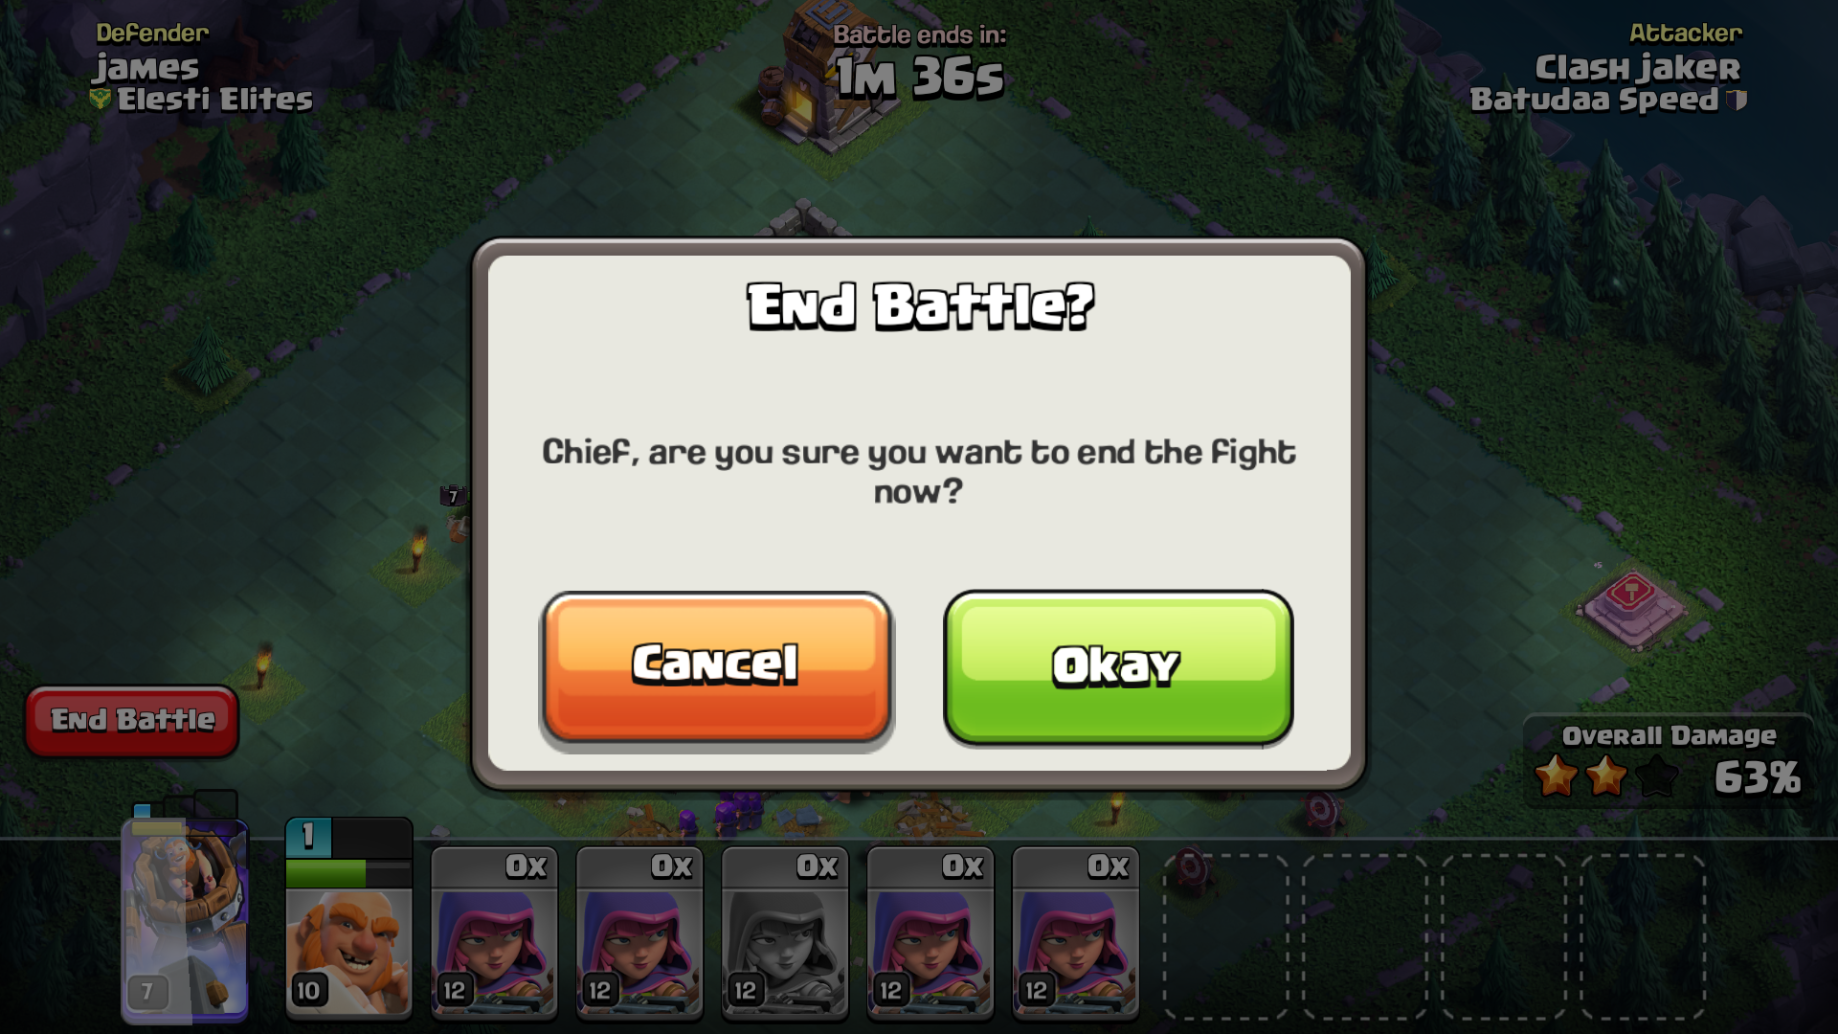 Defender
james
Elesti Elites
Battle ends in:
1m 36s
Attacker
Clash jaker
Batudaa Speed
End Battle?
Chief, are you sure you want to end the fight
now?
Cancel
Okay
7
End Battle
Overall Damage
63%
7
1
10
0x
12
0x
12
0x
12
0x
12
0x
12